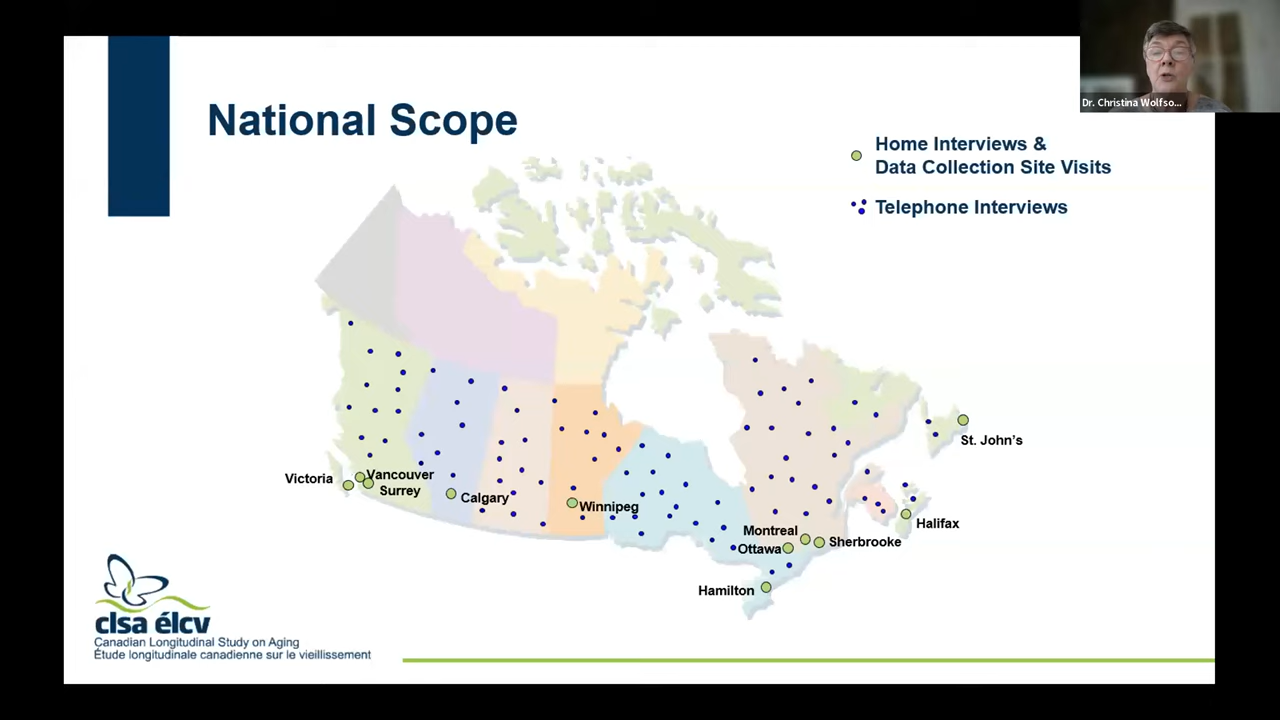 Dr. Christina Wolfso...
National Scope
Home Interviews &
Data Collection Site Visits
Telephone Interviews
St. John's
Victoria
Vancouver
Surrey
Calgary
Winnipeg
Halifax
Montreal
Sherbrooke
Ottawa
Hamilton
clsa élcv
Canadian Longitudinal Study on Aging
Étude longitudinale canadienne sur le vieillissement